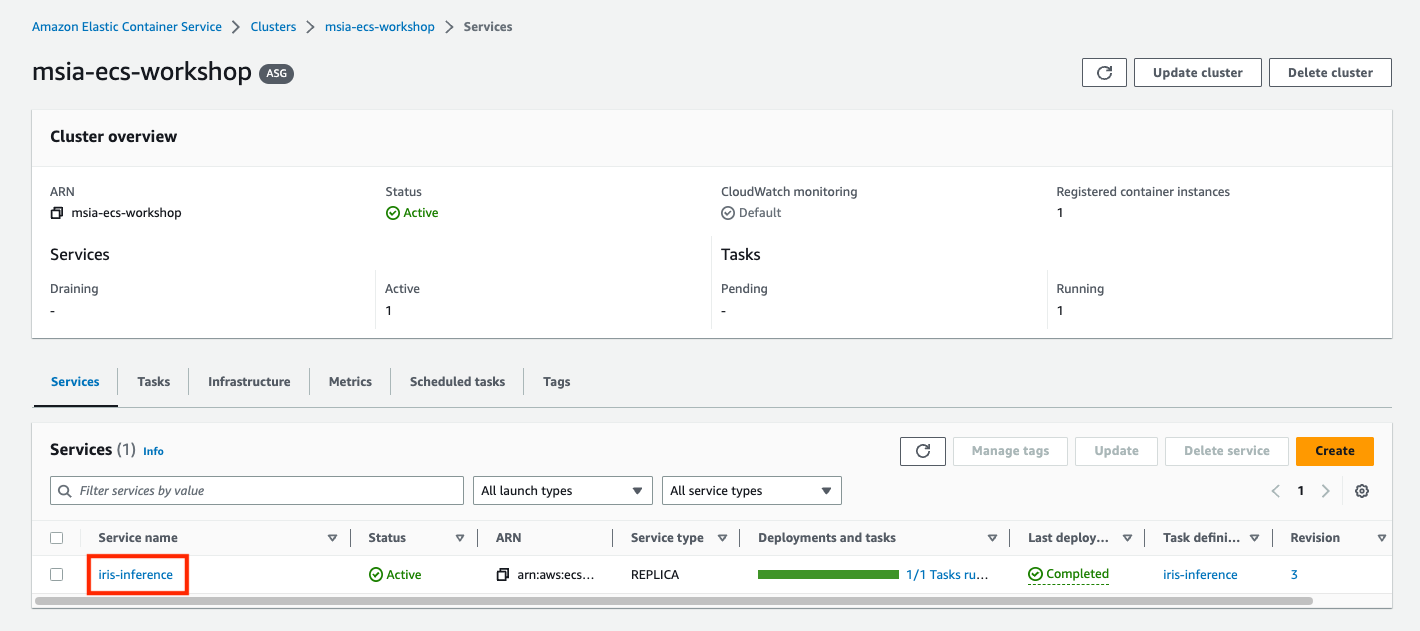 Amazon Elastic Container Service > Clusters > msia-ecs-workshop > Services
msia-ecs-workshop ASG
Update cluster Delete cluster
Cluster overview
ARN Status CloudWatch monitoring Registered container instances
msia-ecs-workshop Active Default 1
Services Tasks
Draining Active Pending Running
- 1 - 1
Services Tasks Infrastructure Metrics Scheduled tasks Tags
Services (1) Info Manage tags Update Delete service Create
Filter services by value All launch types All service types 1
Service name Status ARN Service type Deployments and tasks Last deploy... Task defini... Revision
iris-inference Active arn:aws:ecs... REPLICA 1/1 Tasks ru... Completed iris-inference 3